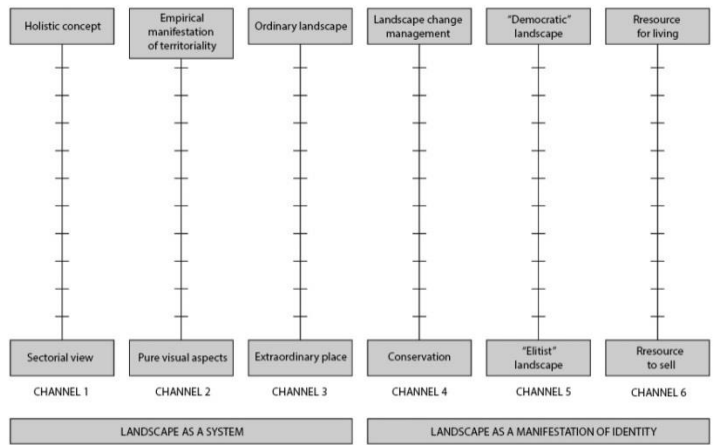 Holistic concept
Empirical
manifestation
of territoriality
Ordinary landscape
Landscape change
management
"Democratic"
landscape
Rresource
for living
Sectorial view
Pure visual aspects
Extraordinary place
Conservation
"Elitist"
landscape
Rresource
to sell
CHANNEL 1
CHANNEL 2
CHANNEL 3
CHANNEL 4
CHANNEL 5
CHANNEL 6
LANDSCAPE AS A SYSTEM
LANDSCAPE AS A MANIFESTATION OF IDENTITY